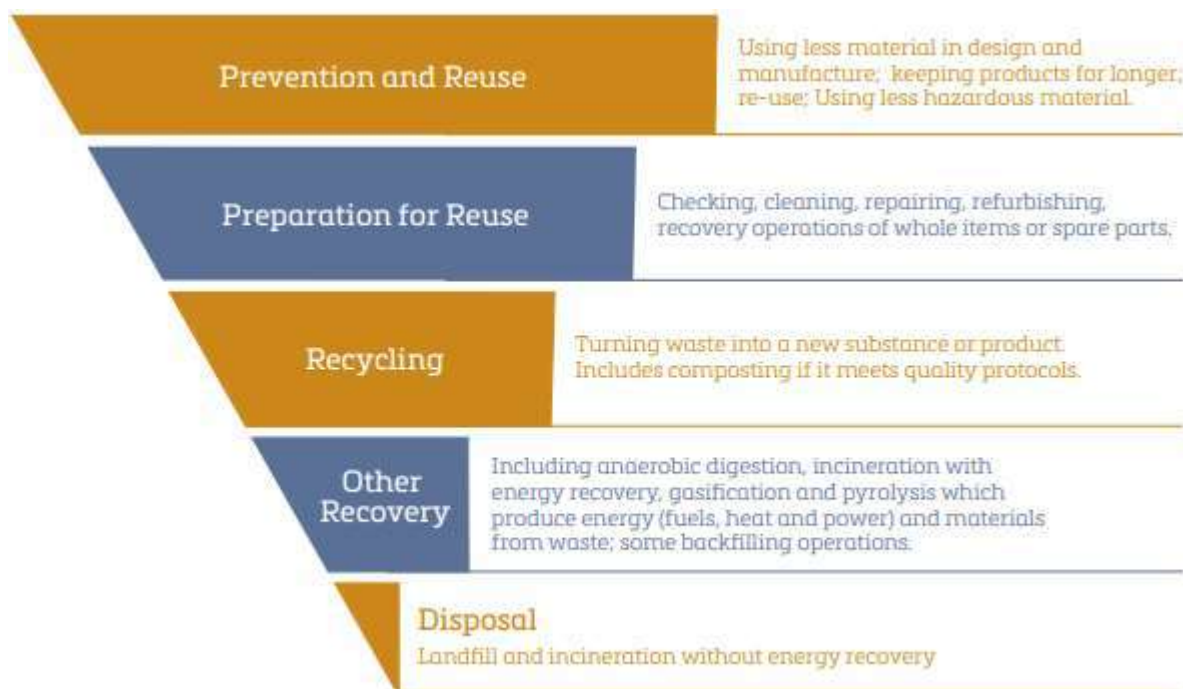 Prevention and Reuse
Using less material in design and
manufacture; keeping products for longer;
re-use; Using less hazardous material.
Preparation for Reuse
Checking, cleaning, repairing, refurbishing,
recovery operations of whole items or spare parts.
Recycling
Turning waste into a new substance or product.
Includes composting if it meets quality protocols.
Other
Recovery
Including anaerobic digestion, incineration with
energy recovery, gasification and pyrolysis which
produce energy (fuels, heat and power) and materials
from waste; some backfilling operations.
Disposal
Landfill and incineration without energy recovery